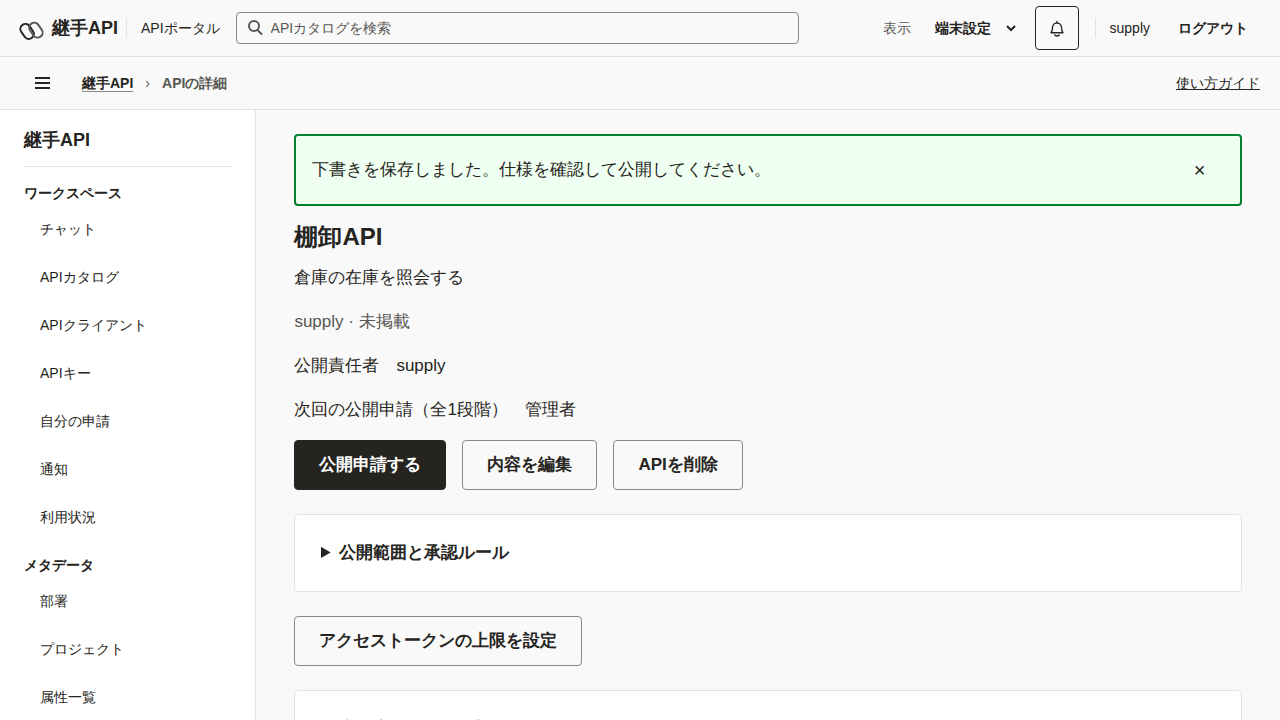 継手API
APIポータル
APIカタログを検索
表示
端末設定
supply
ログアウト
継手API › APIの詳細
使い方ガイド
継手API
ワークスペース
チャット
APIカタログ
APIクライアント
APIキー
自分の申請
通知
利用状況
メタデータ
部署
プロジェクト
属性一覧
下書きを保存しました。仕様を確認して公開してください。
×
棚卸API
倉庫の在庫を照会する
supply · 未掲載
公開責任者 supply
次回の公開申請（全1段階） 管理者
公開申請する
内容を編集
APIを削除
▶ 公開範囲と承認ルール
アクセストークンの上限を設定